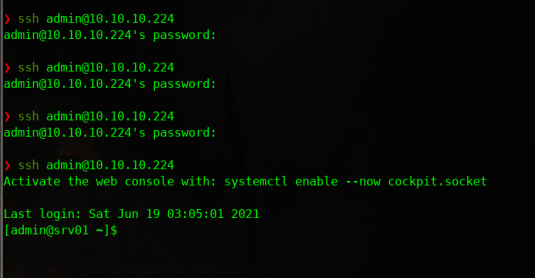 ❯ ssh admin@10.10.10.224
admin@10.10.10.224's password:
❯ ssh admin@10.10.10.224
admin@10.10.10.224's password:
❯ ssh admin@10.10.10.224
admin@10.10.10.224's password:
❯ ssh admin@10.10.10.224
Activate the web console with: systemctl enable --now cockpit.socket
Last login: Sat Jun 19 03:05:01 2021
[admin@srv01 ~]$